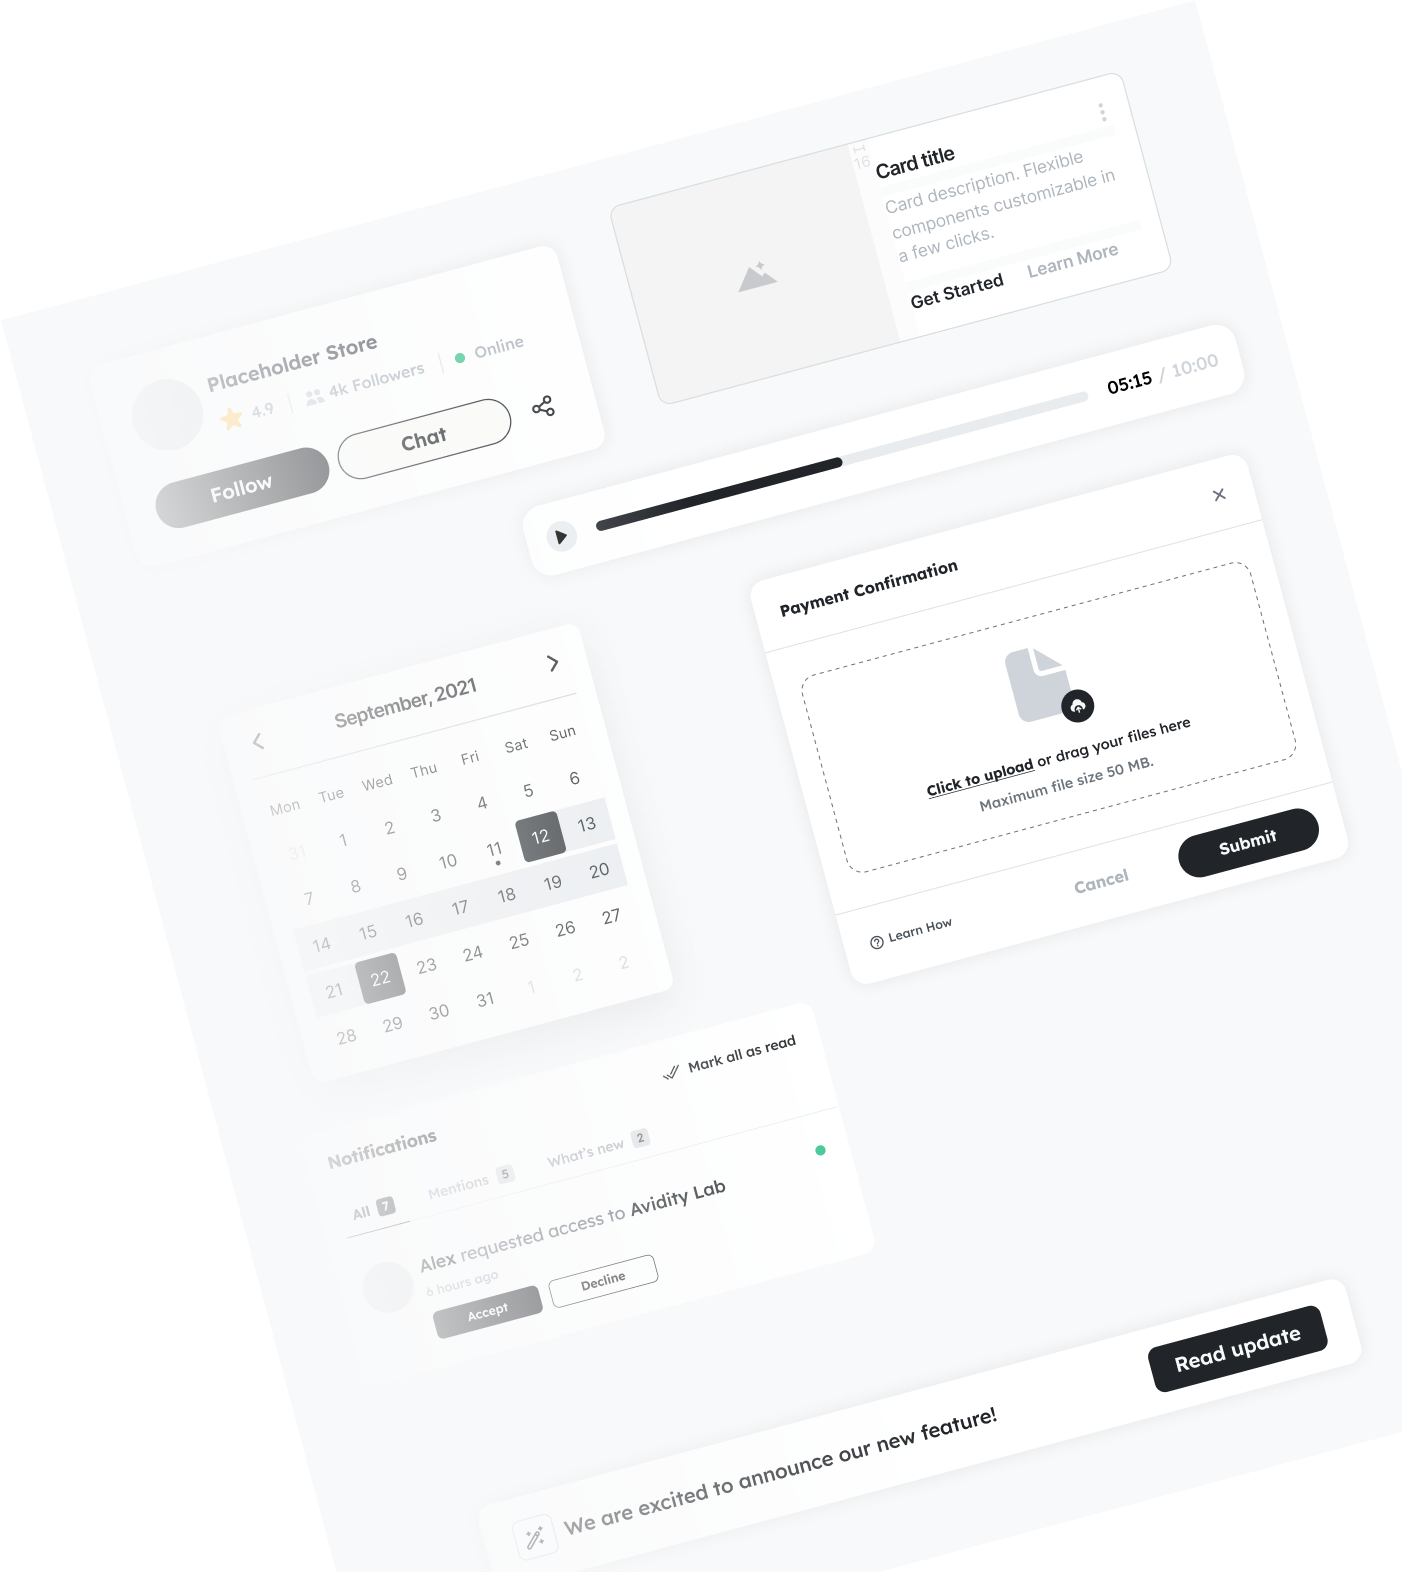 16
Card title
Card description. Flexible
components customizable in
a few clicks.
Get Started Learn More
Placeholder Store
4.9 4k Followers Online
Follow Chat
05:15 / 10:00
Payment Confirmation
Click to upload or drag your files here
Maximum file size 50 MB.
Learn How Cancel Submit
September, 2021
Mon Tue Wed Thu Fri Sat Sun
31 1 2 3 4 5 6
7 8 9 10 11 12 13
14 15 16 17 18 19 20
21 22 23 24 25 26 27
28 29 30 31 1 2 2
Notifications Mark all as read
All 7 Mentions 5 What's new 2
Alex requested access to Avidity Lab
6 hours ago
Accept Decline
We are excited to announce our new feature! Read update